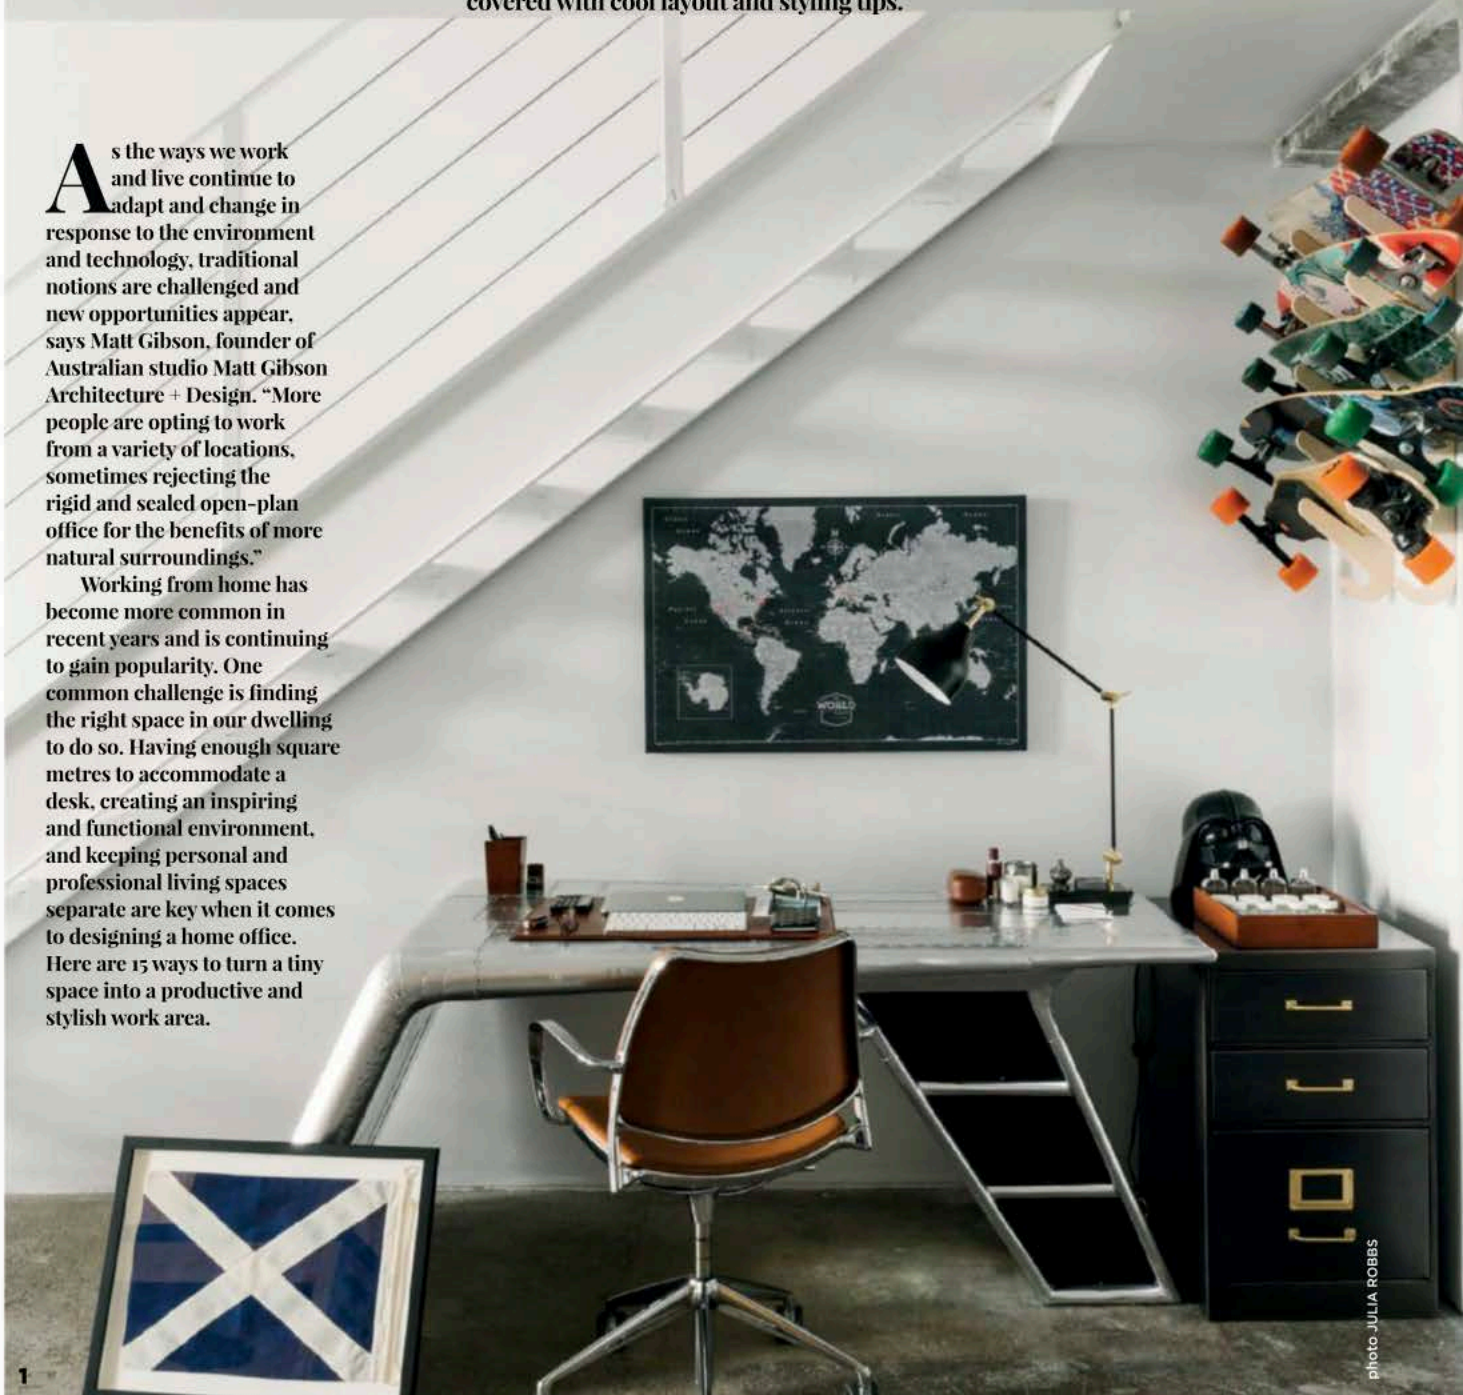 covered with cool layout and styling tips.
As the ways we work
and live continue to
adapt and change in
response to the environment
and technology, traditional
notions are challenged and
new opportunities appear,
says Matt Gibson, founder of
Australian studio Matt Gibson
Architecture + Design. “More
people are opting to work
from a variety of locations,
sometimes rejecting the
rigid and sealed open-plan
office for the benefits of more
natural surroundings.”
Working from home has
become more common in
recent years and is continuing
to gain popularity. One
common challenge is finding
the right space in our dwelling
to do so. Having enough square
metres to accommodate a
desk, creating an inspiring
and functional environment,
and keeping personal and
professional living spaces
separate are key when it comes
to designing a home office.
Here are 15 ways to turn a tiny
space into a productive and
stylish work area.
WORLD
photo JULIA ROBBS
1